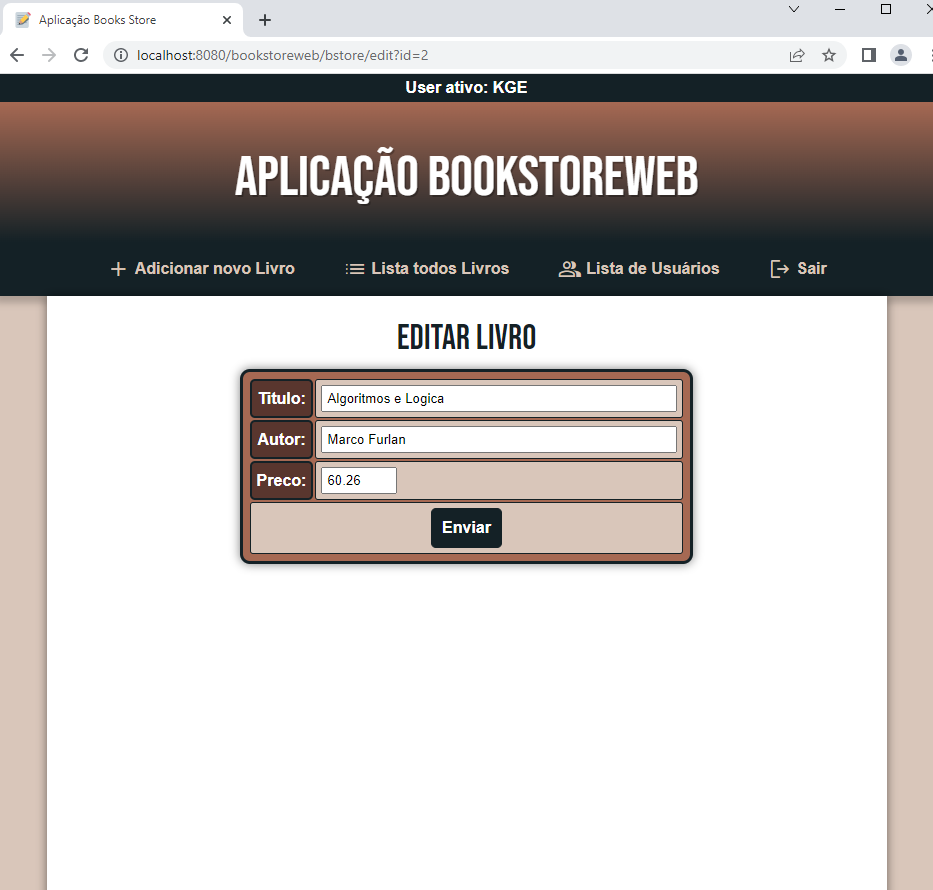 Aplicação Books Store
localhost:8080/bookstoreweb/bstore/edit?id=2
User ativo: KGE
APLICAÇÃO BOOKSTOREWEB
Adicionar novo Livro Lista todos Livros Lista de Usuários Sair
EDITAR LIVRO
Titulo: Algoritmos e Logica
Autor: Marco Furlan
Preco: 60.26
Enviar